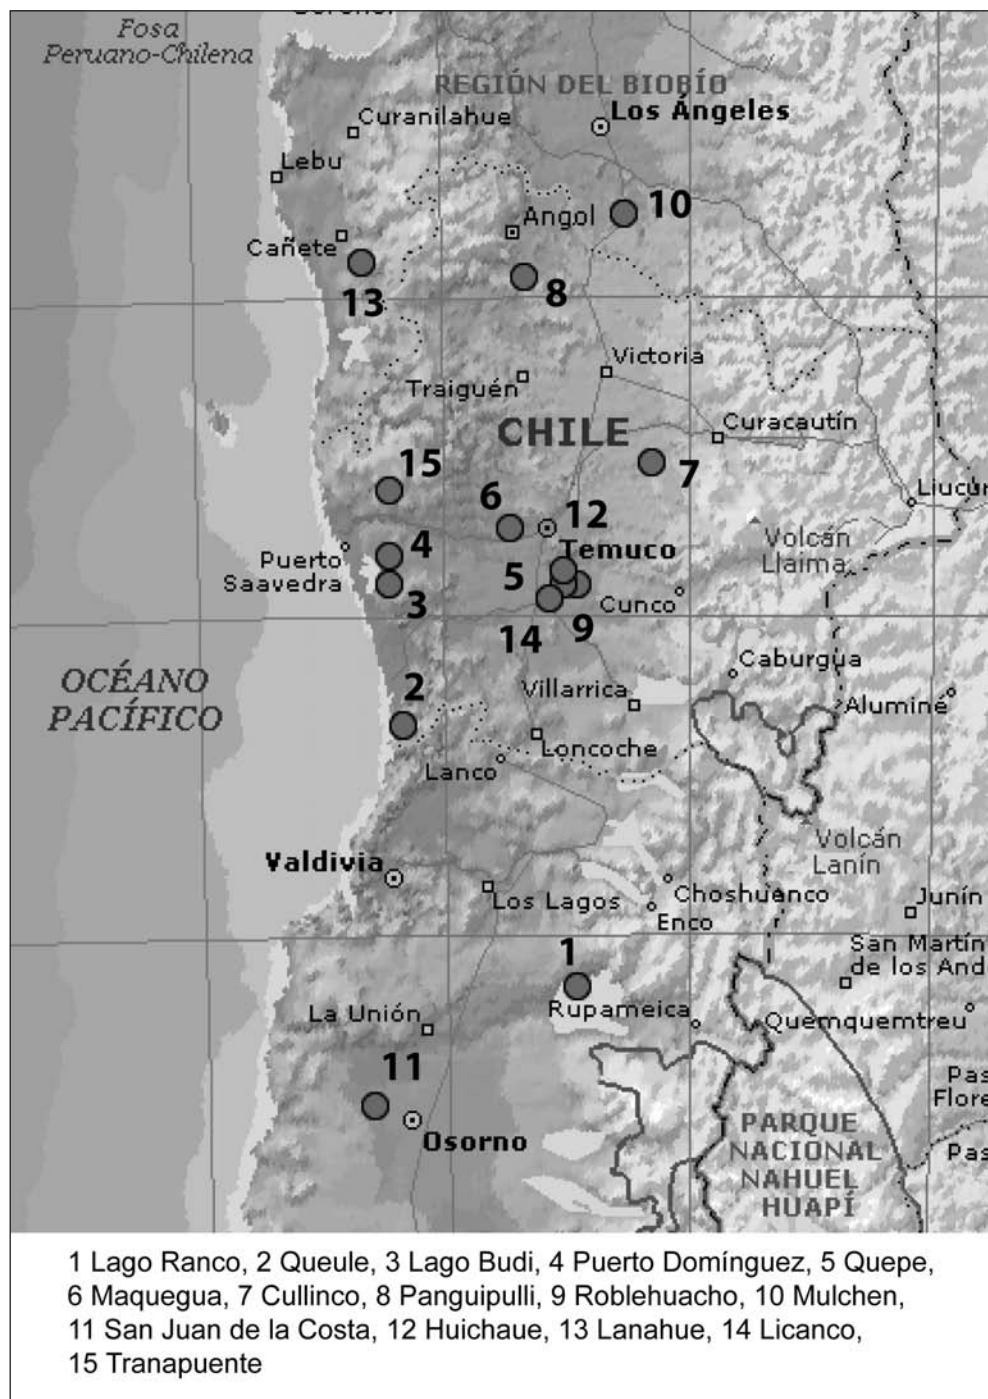 Fosa
Peruano-Chilena
REGIÓN DEL BIOBÍO
Los Ángeles
Curanilahue
Lebu
10
Angol
Cañete
8
13
Victoria
Traiguén
CHILE
Curacautín
15
7
6
12
4
Puerto
Saavedra
Temuco
5
Volcán
Llaima
3
14
9
Cunco
OCÉANO
PACÍFICO
2
Caburgua
Villarrica
Aluminé
Loncoche
Lanco
Valdivia
Volcán
Lanín
Los Lagos
Choshuenco
Enco
Junín
1
San Martín
de los And
La Unión
Rupameica
Quemquemtreu
11
Pas
Flore
Osorno
PARQUE
NACIONAL
NAHUEL
HUAPÍ
Pas
1 Lago Ranco, 2 Queule, 3 Lago Budi, 4 Puerto Domínguez, 5 Quepe,
6 Maquegua, 7 Cullinco, 8 Panguipulli, 9 Roblehuacho, 10 Mulchen,
11 San Juan de la Costa, 12 Huichaue, 13 Lanahue, 14 Licanco,
15 Tranapuente